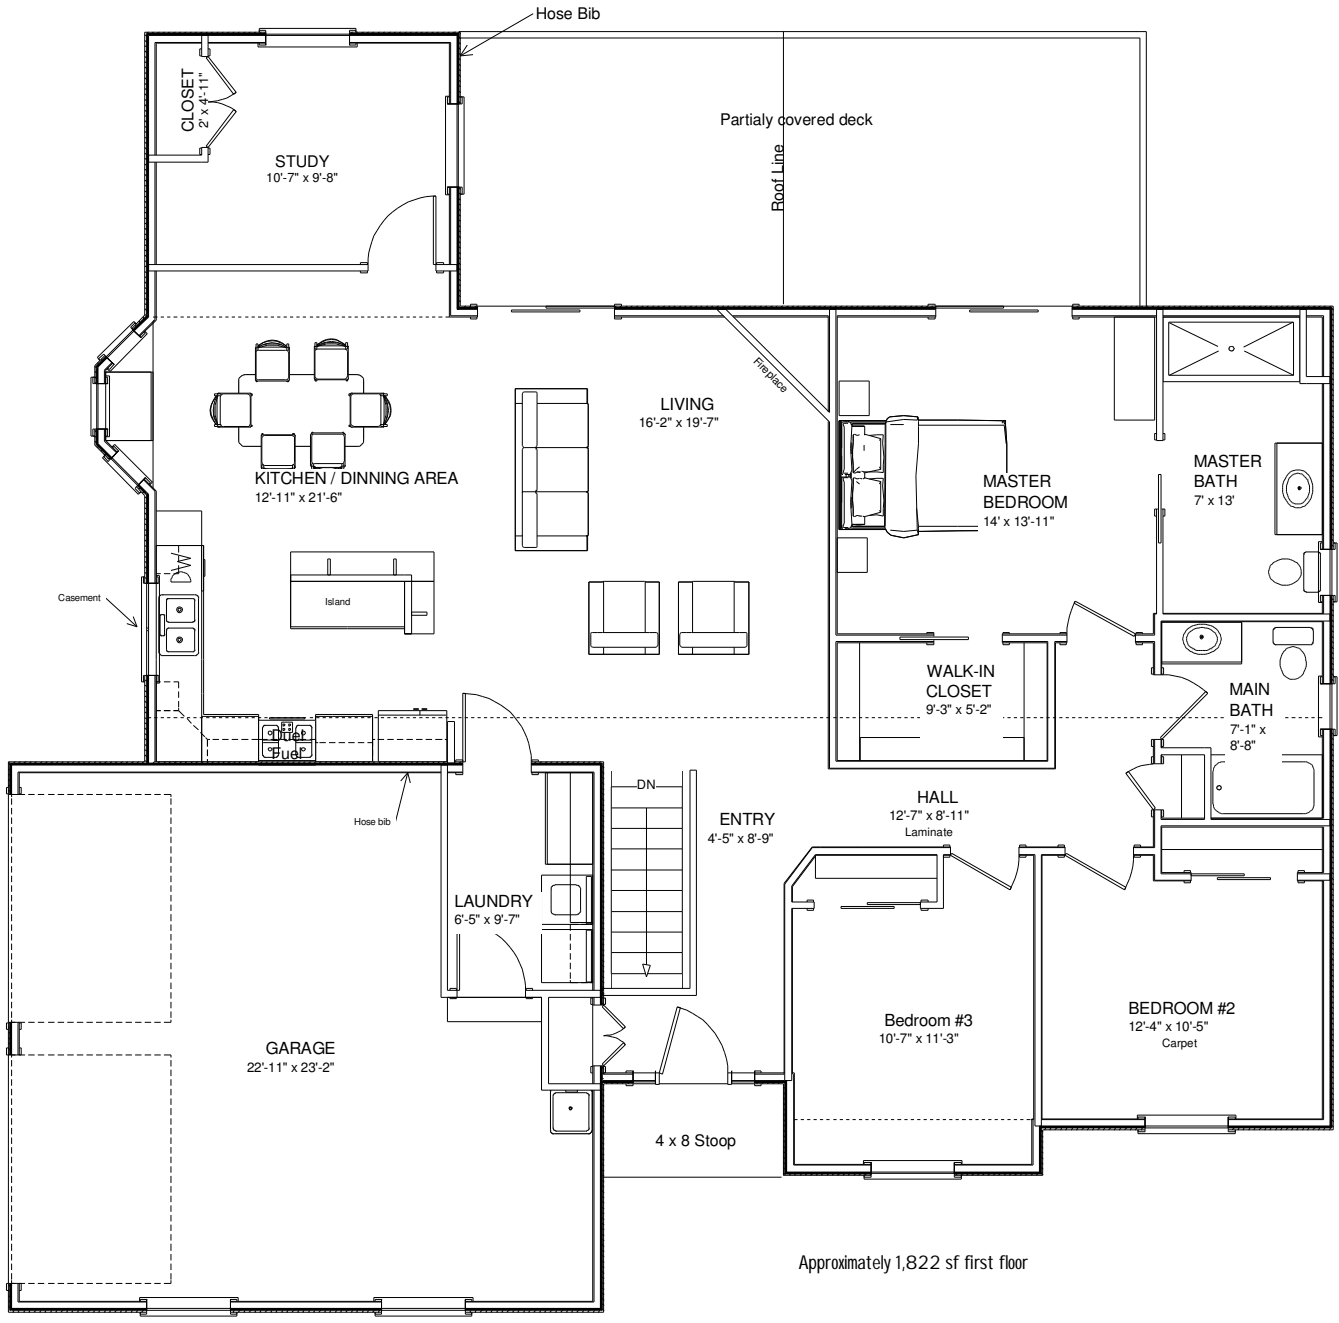 Hose Bib
CLOSET
2' x 4'-11"
Partialy covered deck
Roof Line
STUDY
10'-7" x 9'-8"
Fireplace
LIVING
16'-2" x 19'-7"
KITCHEN / DINNING AREA
12'-11" x 21'-6"
MASTER
BEDROOM
14' x 13'-11"
MASTER
BATH
7' x 13'
DW
Casement
Island
WALK-IN
CLOSET
9'-3" x 5'-2"
MAIN
BATH
7'-1" x
8'-8"
Duel
Fuel
DN
Hose bib
ENTRY
4'-5" x 8'-9"
HALL
12'-7" x 8'-11"
Laminate
LAUNDRY
6'-5" x 9'-7"
GARAGE
22'-11" x 23'-2"
Bedroom #3
10'-7" x 11'-3"
BEDROOM #2
12'-4" x 10'-5"
Carpet
4 x 8 Stoop
Approximately 1,822 sf first floor